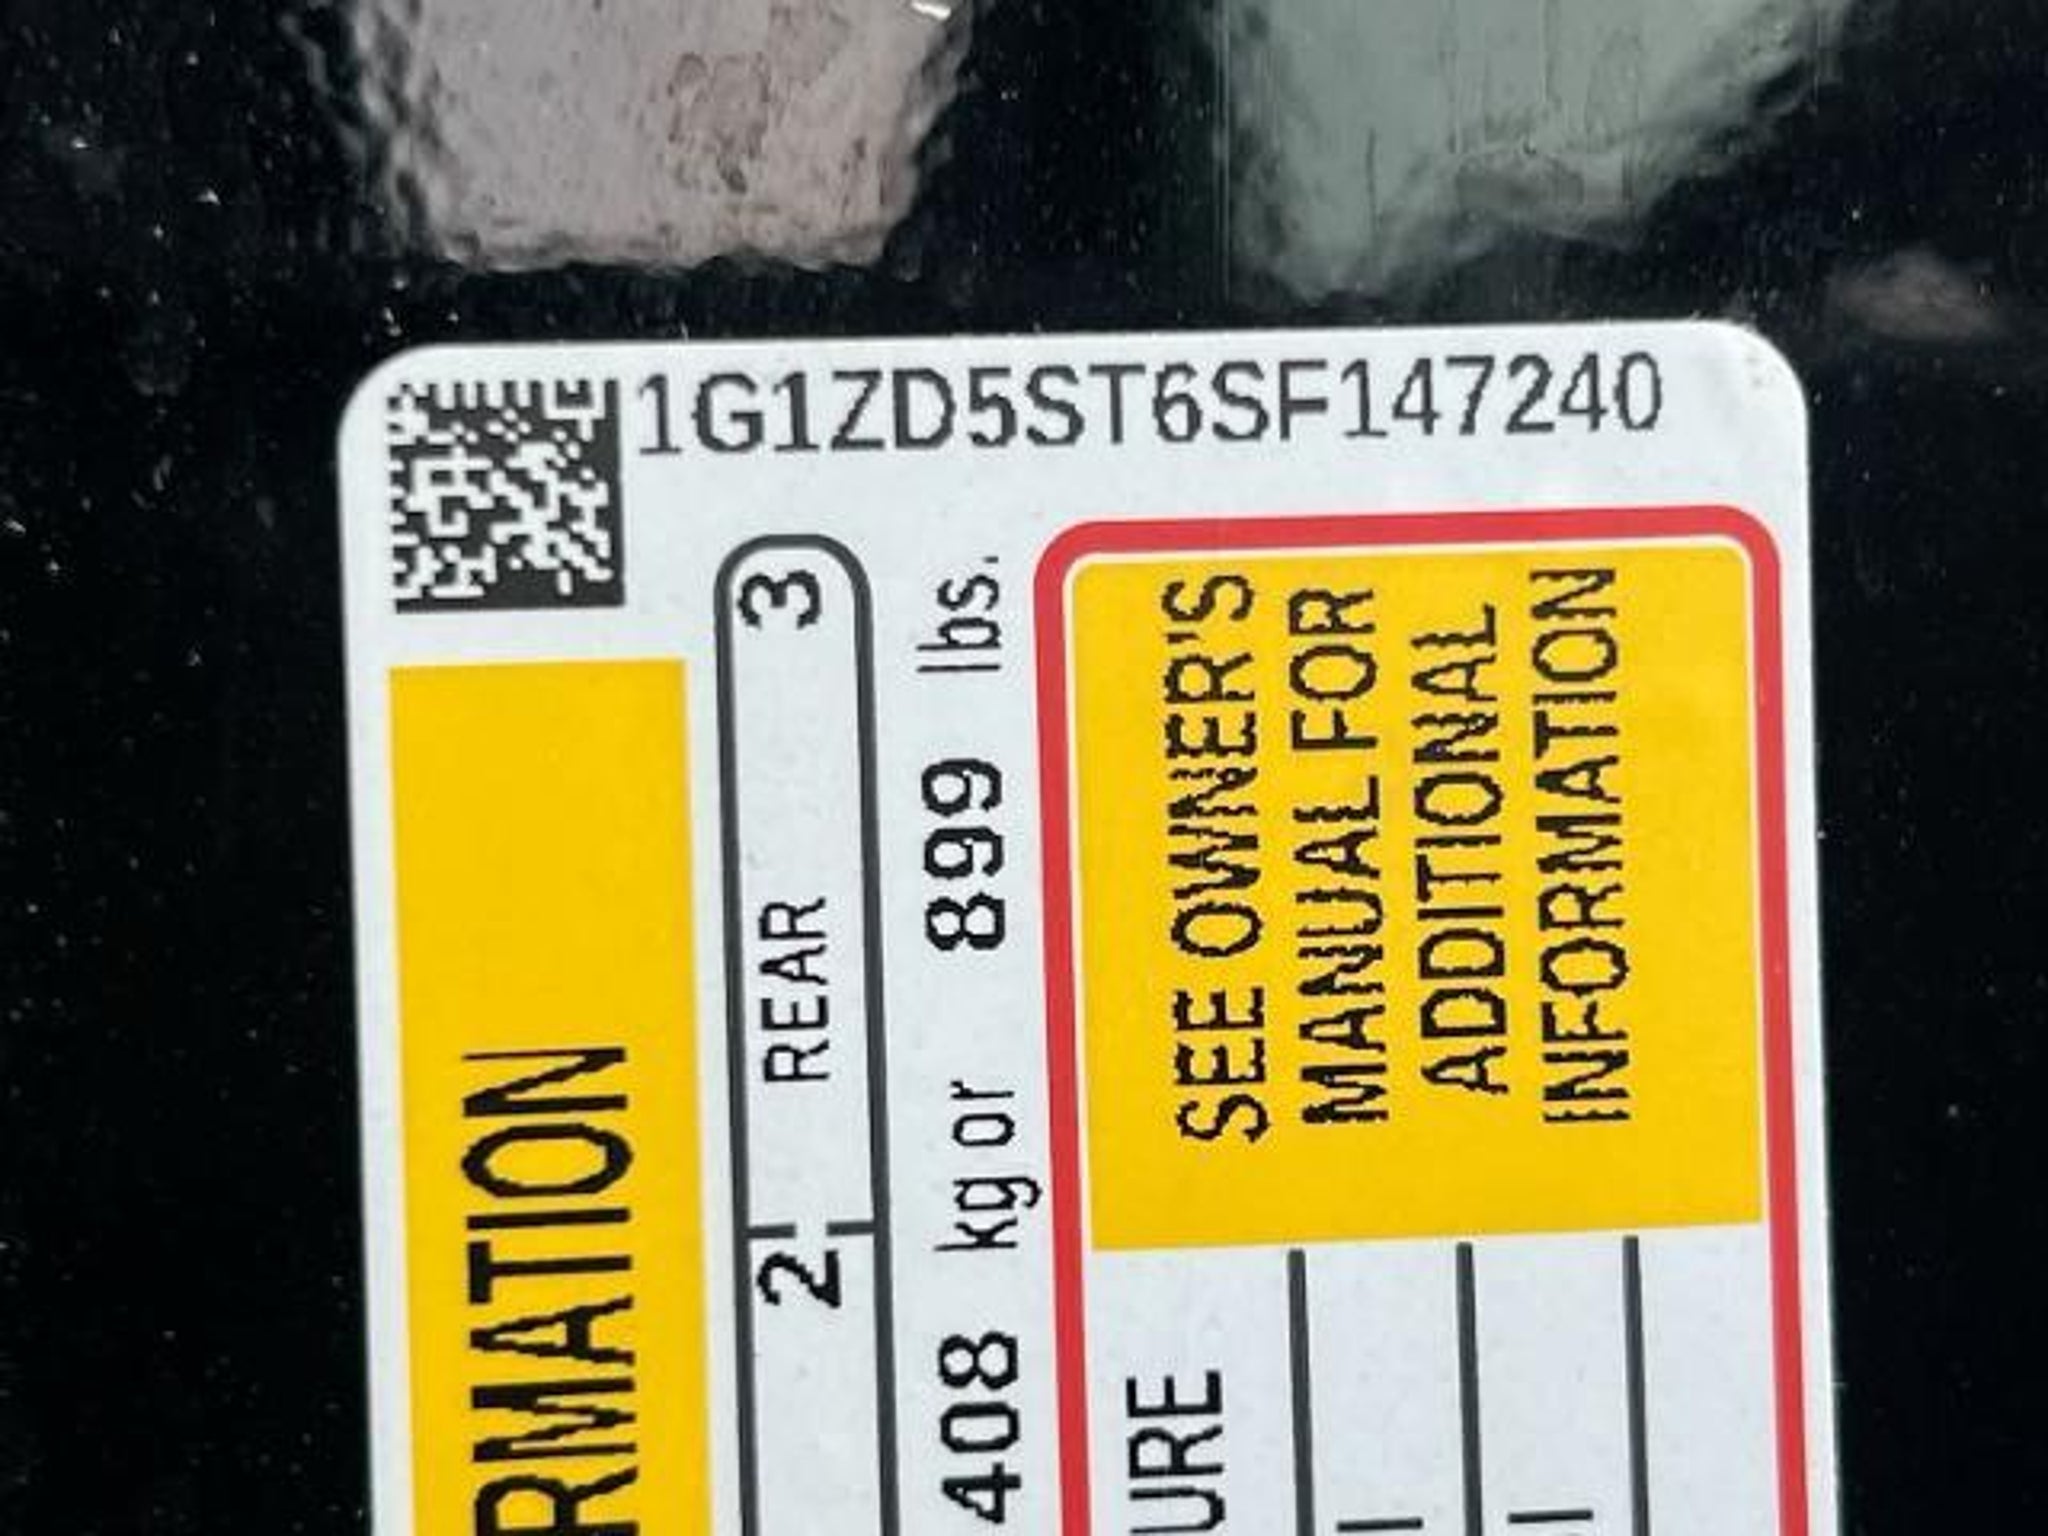 1G1ZD5ST6SF147240
RMATION
2 REAR 3
408 kg or 899 lbs.
SEE OWNER'S
MANUAL FOR
ADDITIONAL
INFORMATION
URE